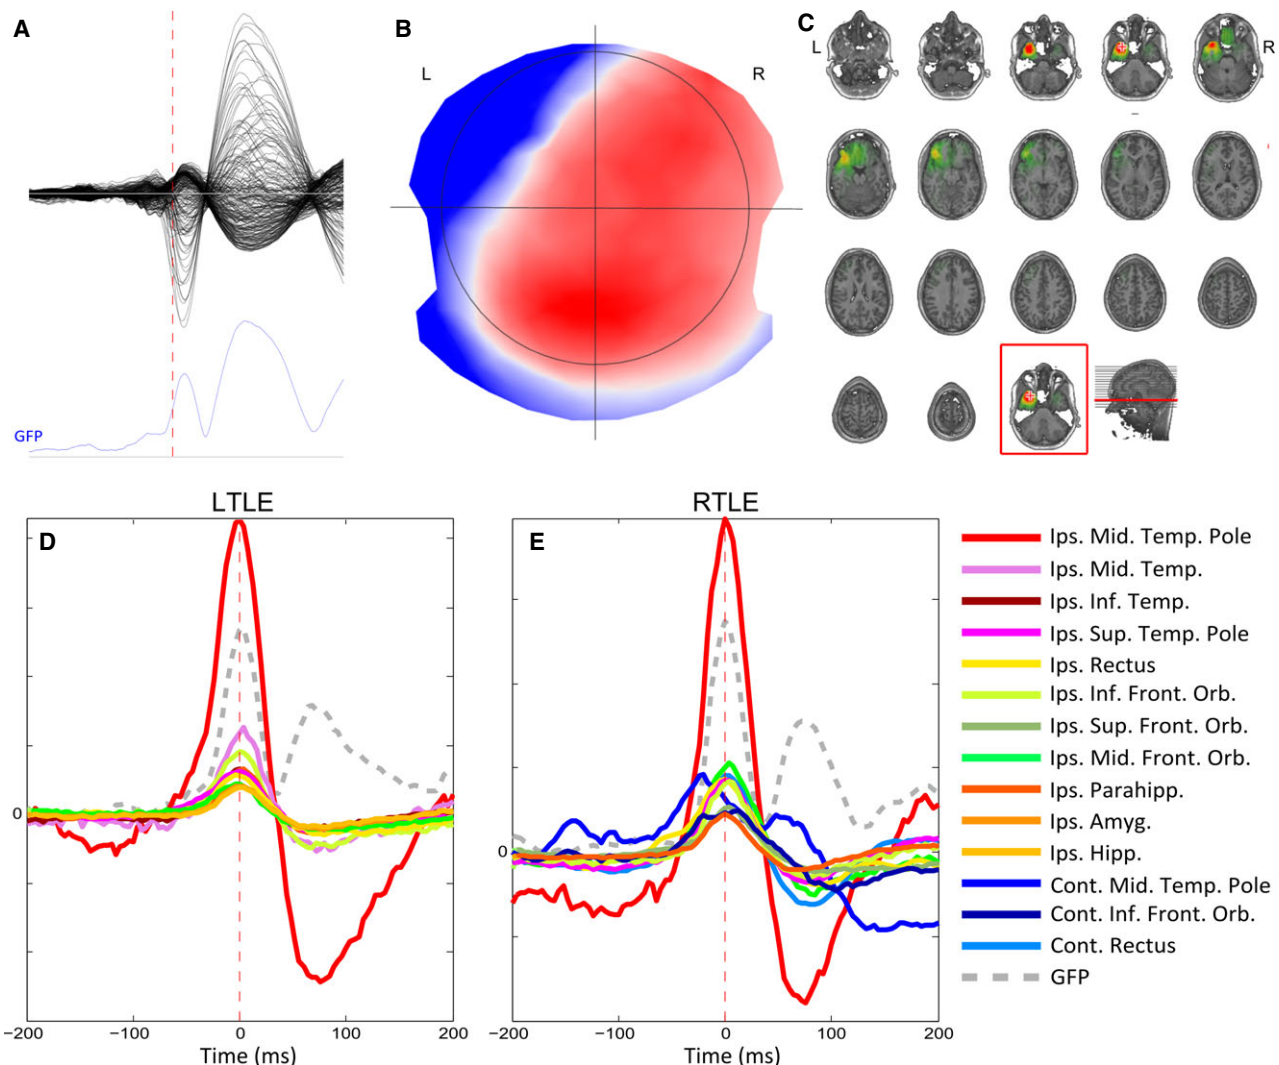 A
B
C
L
R
L
R
GFP
LTLE
RTLE
D
E
0
0
−200
−100
0
100
200
−200
−100
0
100
200
Time (ms)
Time (ms)
Ips. Mid. Temp. Pole
Ips. Mid. Temp.
Ips. Inf. Temp.
Ips. Sup. Temp. Pole
Ips. Rectus
Ips. Inf. Front. Orb.
Ips. Sup. Front. Orb.
Ips. Mid. Front. Orb.
Ips. Parahipp.
Ips. Amyg.
Ips. Hipp.
Cont. Mid. Temp. Pole
Cont. Inf. Front. Orb.
Cont. Rectus
GFP